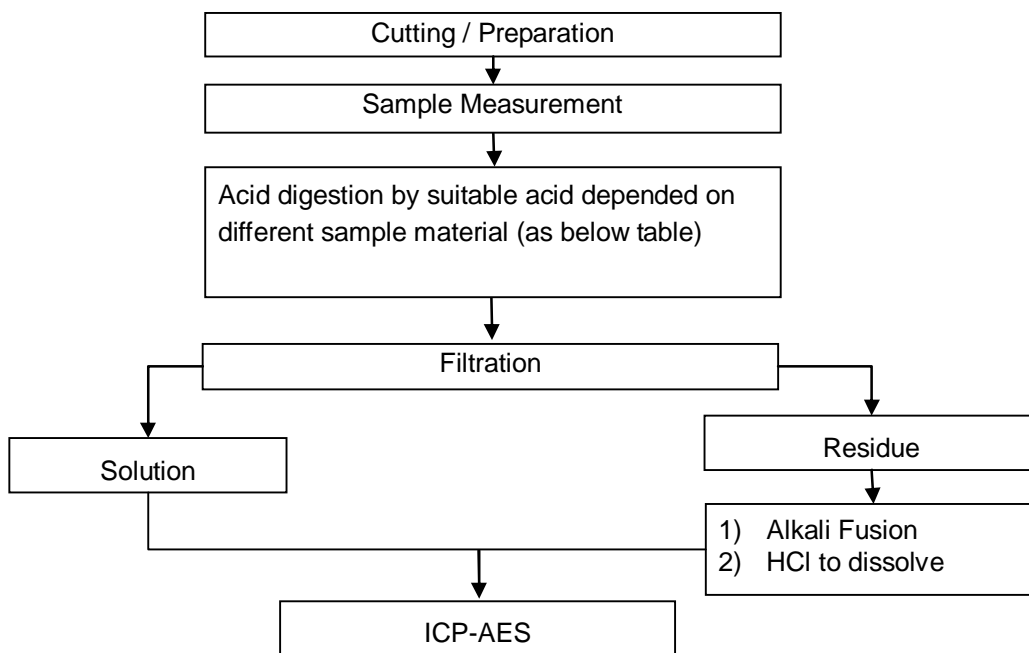 Cutting / Preparation
Sample Measurement
Acid digestion by suitable acid depended on
different sample material (as below table)
Filtration
Solution
Residue
1) Alkali Fusion
2) HCl to dissolve
ICP-AES